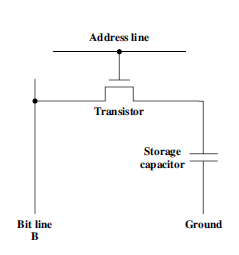 Address line
Transistor
Storage
capacitor
Bit line
B
Ground